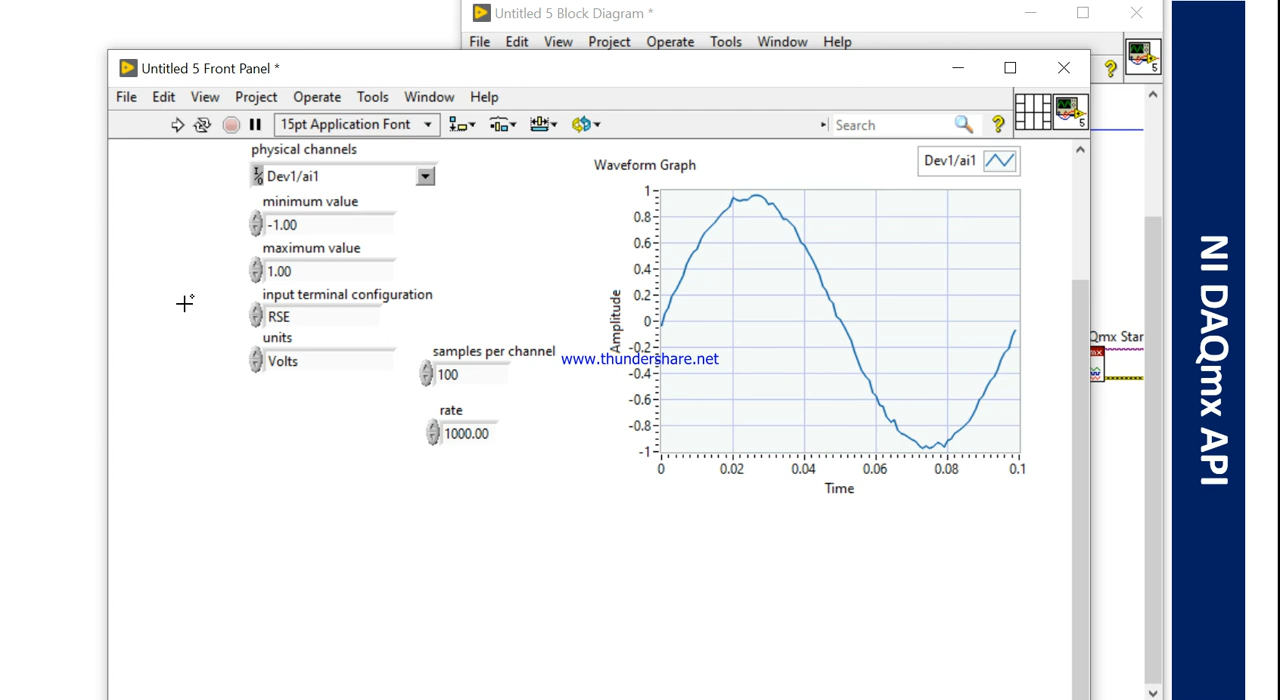 Untitled 5 Block Diagram *
File Edit View Project Operate Tools Window Help
Untitled 5 Front Panel *
File Edit View Project Operate Tools Window Help
15pt Application Font
Search
5
5
physical channels
Dev1/ai1
minimum value
-1.00
maximum value
1.00
input terminal configuration
RSE
units
Volts
samples per channel
100
rate
1000.00
Waveform Graph
Dev1/ai1
Amplitude
1
0.8
0.6
0.4
0.2
0
-0.2
-0.4
-0.6
-0.8
-1
0 0.02 0.04 0.06 0.08 0.1
Time
www.thundershare.net
Qmx Star
mx
NI DAQmx API